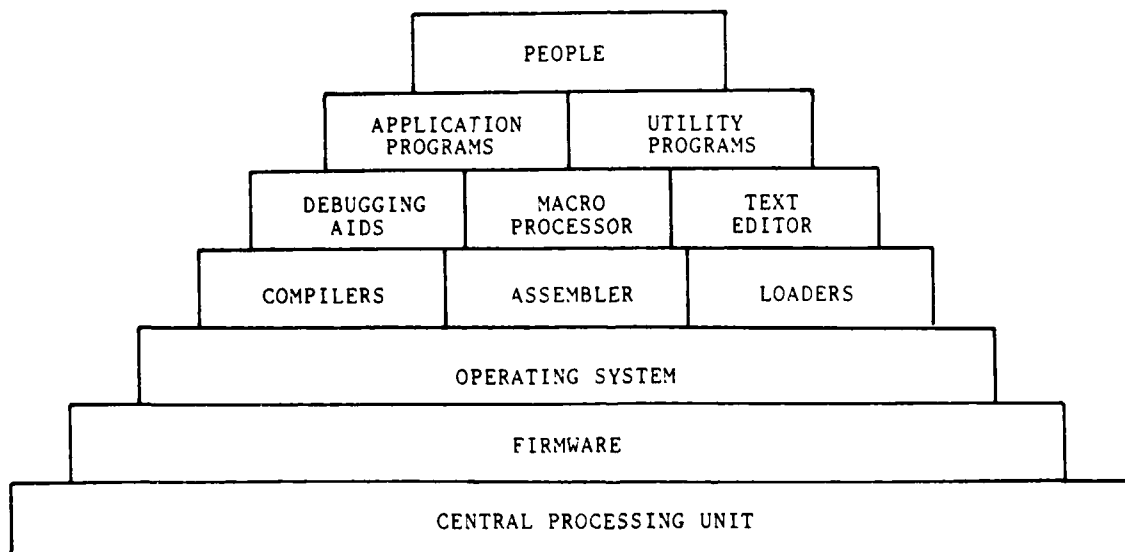 PEOPLE
APPLICATION PROGRAMS
UTILITY PROGRAMS
DEBUGGING AIDS
MACRO PROCESSOR
TEXT EDITOR
COMPILERS
ASSEMBLER
LOADERS
OPERATING SYSTEM
FIRMWARE
CENTRAL PROCESSING UNIT